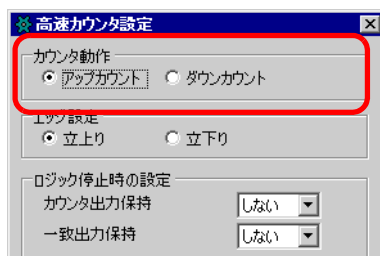 高速カウンタ設定
カウンタ動作
アップカウント ダウンカウント
エッジ設定
立上り 立下り
ロジック停止時の設定
カウンタ出力保持 しない
一致出力保持 しない